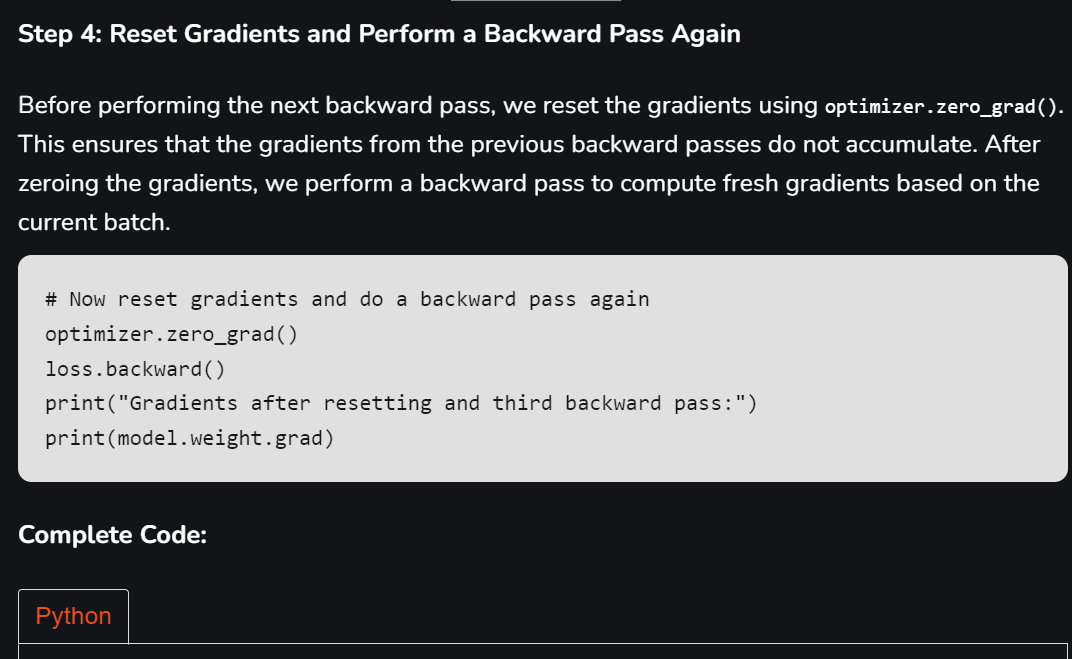 Step 4: Reset Gradients and Perform a Backward Pass Again
Before performing the next backward pass, we reset the gradients using optimizer.zero_grad().
This ensures that the gradients from the previous backward passes do not accumulate. After
zeroing the gradients, we perform a backward pass to compute fresh gradients based on the
current batch.
# Now reset gradients and do a backward pass again
optimizer.zero_grad()
loss.backward()
print("Gradients after resetting and third backward pass:")
print(model.weight.grad)
Complete Code:
Python